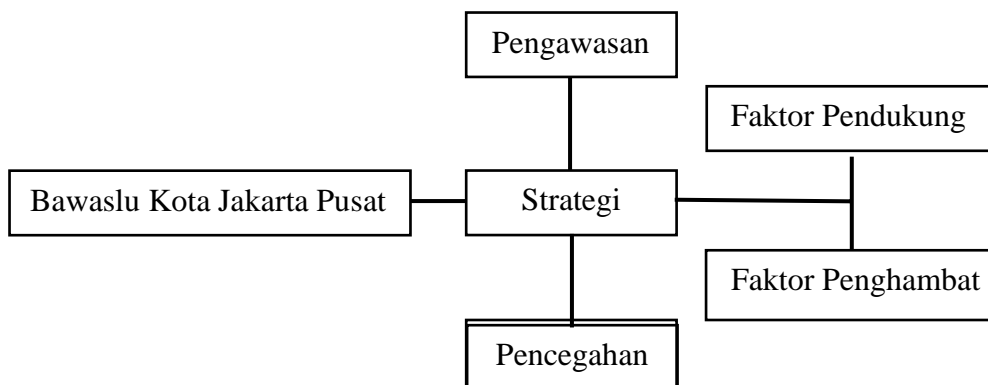 Pengawasan
Faktor Pendukung
Bawaslu Kota Jakarta Pusat
Strategi
Faktor Penghambat
Pencegahan